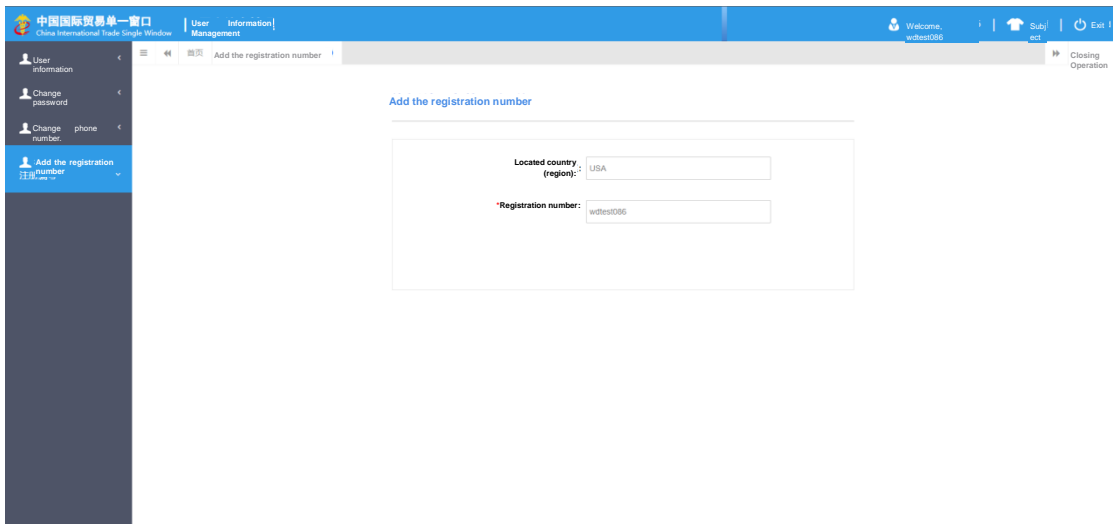 中国国际贸易单一窗口
China International Trade Single Window
User Information
Management
Welcome,
wdtest086
Subj
ect
Exit
User
information
Change
password
Change phone
number.
Add the registration
number
注册
首页
Add the registration number
Closing
Operation
Add the registration number
Located country
(region):
:
USA
*Registration number:
wdtest086